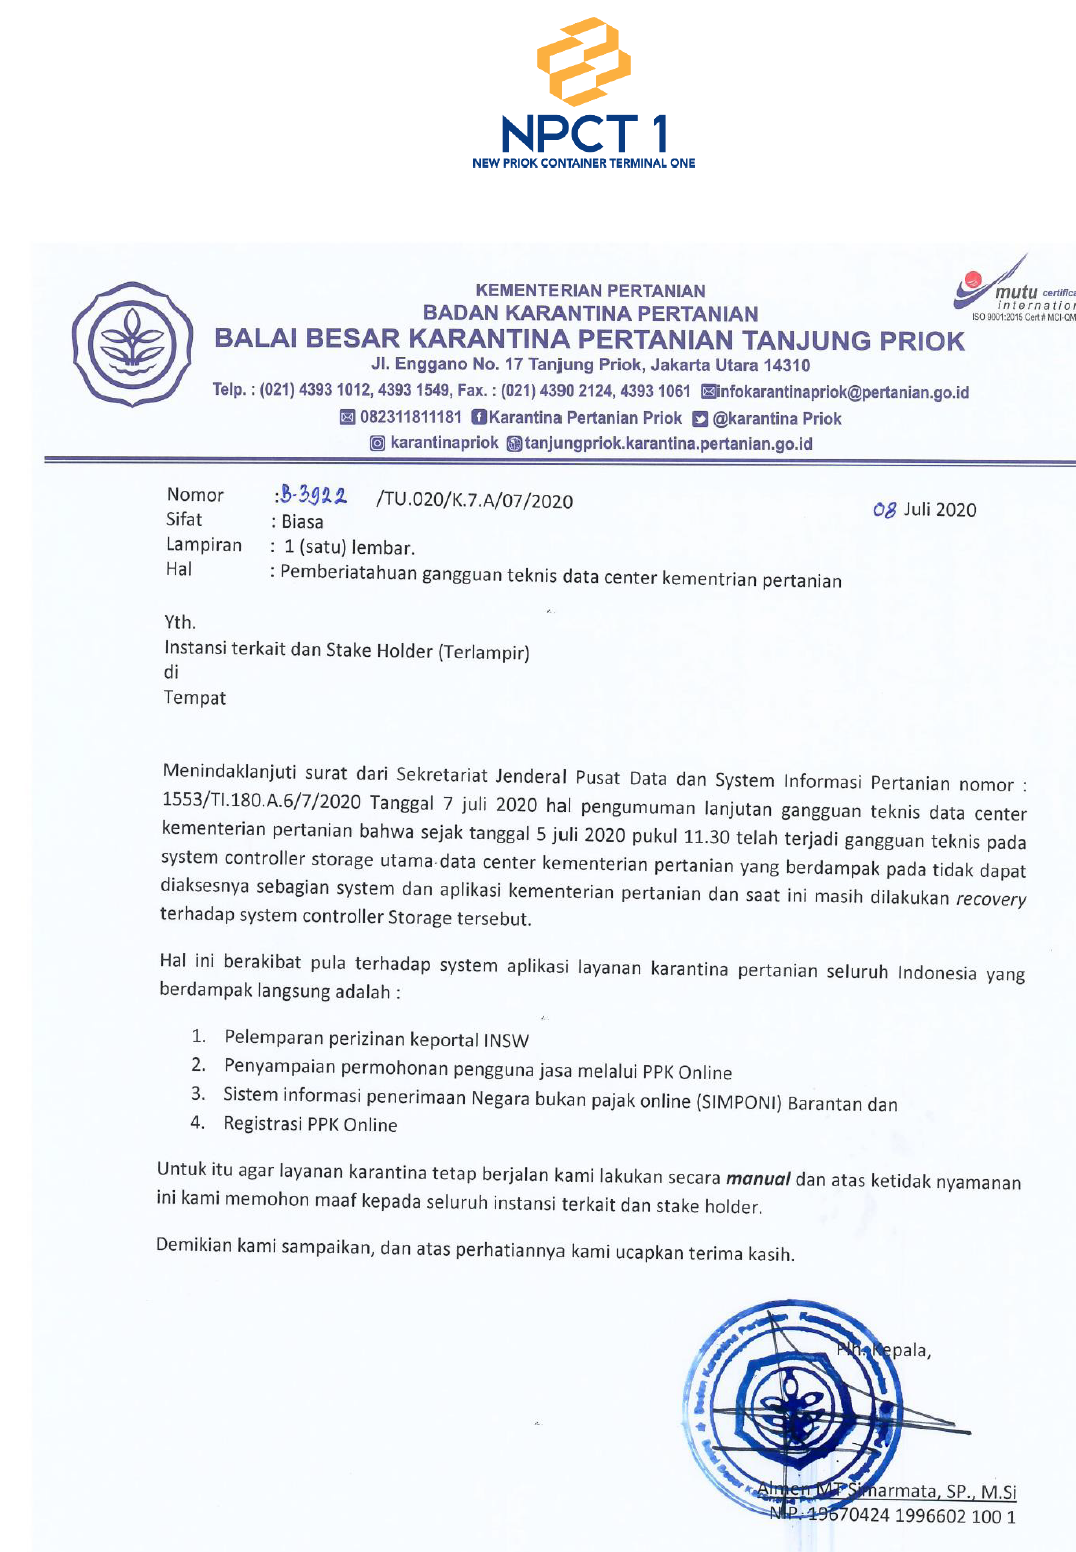 NPCT 1
NEW PRIOK CONTAINER TERMINAL ONE
KEMENTERIAN PERTANIAN
BADAN KARANTINA PERTANIAN
BALAI BESAR KARANTINA PERTANIAN TANJUNG PRIOK
Jl. Enggano No. 17 Tanjung Priok, Jakarta Utara 14310
Telp. : (021) 4393 1012, 4393 1549, Fax. : (021) 4390 2124, 4393 1061 infokarantinapriok@pertanian.go.id
082311811181 Karantina Pertanian Priok @karantina Priok
karantinapriok tanjungpriok.karantina.pertanian.go.id
mutu certifica
internation
ISO 9001:2015 Cert # MCI-QM
Nomor : B-3922 /TU.020/K.7.A/07/2020
08 Juli 2020
Sifat : Biasa
Lampiran : 1 (satu) lembar.
Hal : Pemberiatahuan gangguan teknis data center kementrian pertanian
Yth.
Instansi terkait dan Stake Holder (Terlampir)
di
Tempat
Menindaklanjuti surat dari Sekretariat Jenderal Pusat Data dan System Informasi Pertanian nomor :
1553/TI.180.A.6/7/2020 Tanggal 7 juli 2020 hal pengumuman lanjutan gangguan teknis data center
kementerian pertanian bahwa sejak tanggal 5 juli 2020 pukul 11.30 telah terjadi gangguan teknis pada
system controller storage utama data center kementerian pertanian yang berdampak pada tidak dapat
diaksesnya sebagian system dan aplikasi kementerian pertanian dan saat ini masih dilakukan recovery
terhadap system controller Storage tersebut.
Hal ini berakibat pula terhadap system aplikasi layanan karantina pertanian seluruh Indonesia yang
berdampak langsung adalah :
1. Pelemparan perizinan keportal INSW
2. Penyampaian permohonan pengguna jasa melalui PPK Online
3. Sistem informasi penerimaan Negara bukan pajak online (SIMPONI) Barantan dan
4. Registrasi PPK Online
Untuk itu agar layanan karantina tetap berjalan kami lakukan secara manual dan atas ketidak nyamanan
ini kami memohon maaf kepada seluruh instansi terkait dan stake holder.
Demikian kami sampaikan, dan atas perhatiannya kami ucapkan terima kasih.
Plh. Kepala,
Almen MT Simarmata, SP., M.Si
NIP. 19670424 1996602 100 1